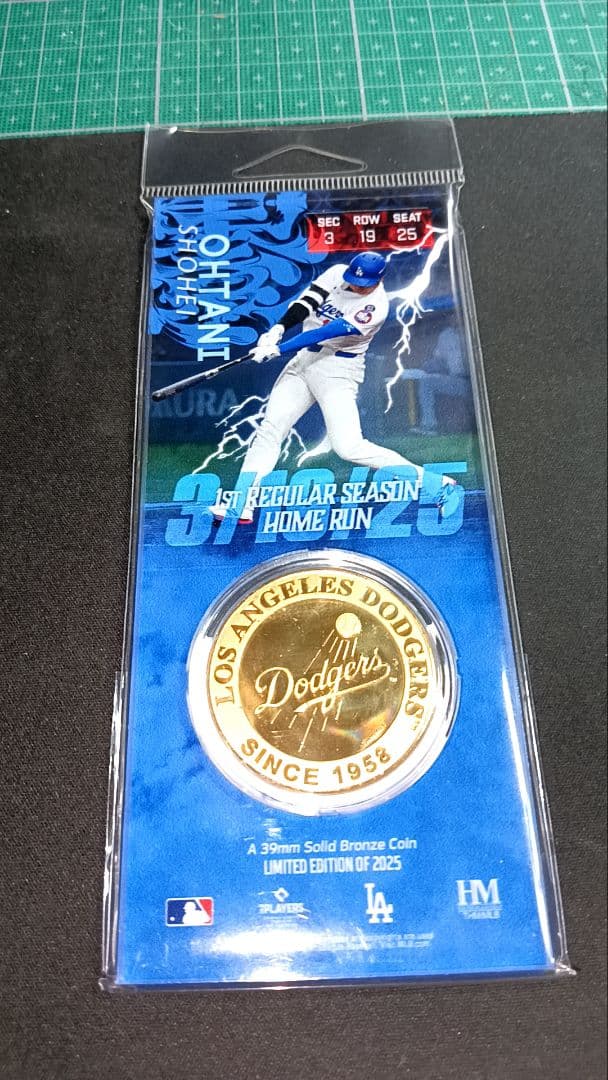 SEC ROW SEAT
3 19 25
OHTANI
SHOHEI
3/19/25
1ST REGULAR SEASON
HOME RUN
LOS ANGELES DODGERS
Dodgers
SINCE 1958
A 39mm Solid Bronze Coin
LIMITED EDITION OF 2025
PLAYERS
LA
HM